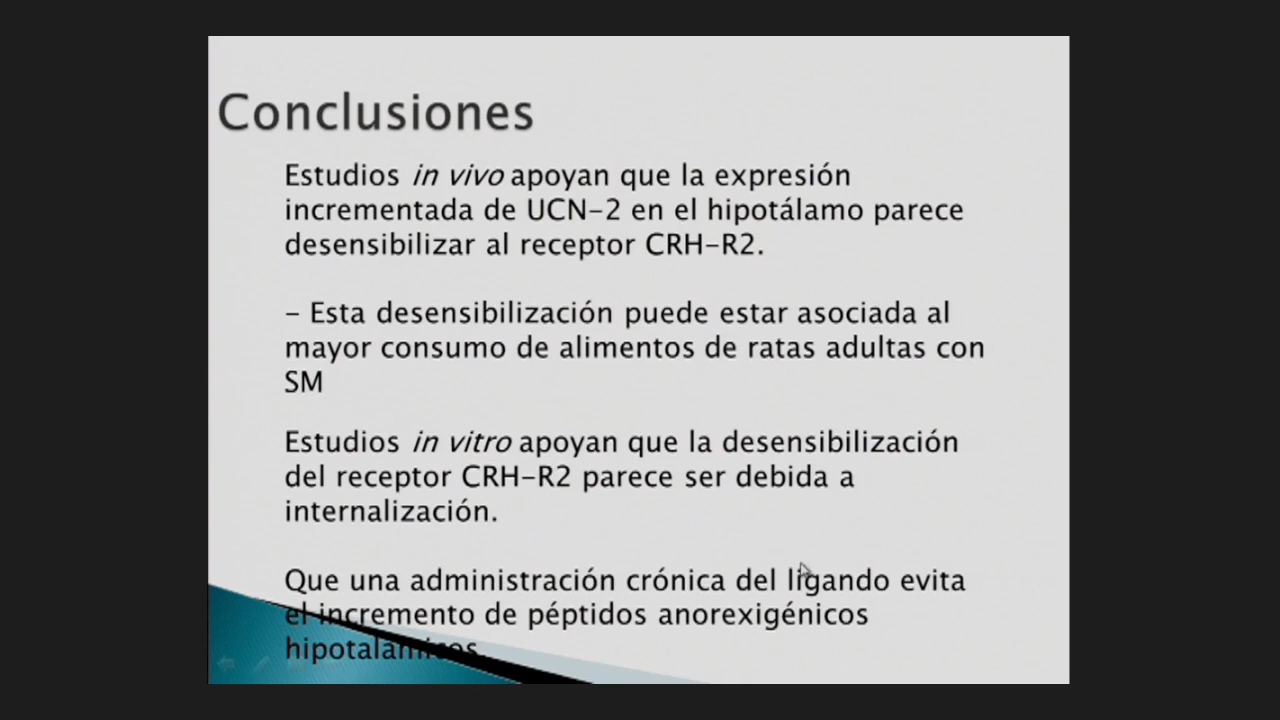 Conclusiones
Estudios in vivo apoyan que la expresión
incrementada de UCN-2 en el hipotálamo parece
desensibilizar al receptor CRH-R2.
- Esta desensibilización puede estar asociada al
mayor consumo de alimentos de ratas adultas con
SM
Estudios in vitro apoyan que la desensibilización
del receptor CRH-R2 parece ser debida a
internalización.
Que una administración crónica del ligando evita
el incremento de péptidos anorexigénicos
hipotalámicos.